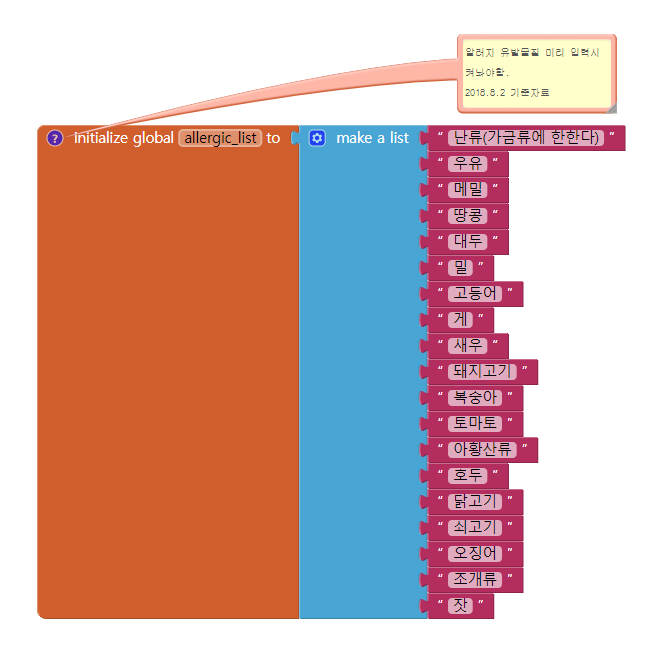 알러지 유발물질 미리 입력시
켜놔야함.
2018.8.2 기준자료
? initialize global allergic_list to make a list " 난류(가금류에 한한다) "
" 우유 "
" 메밀 "
" 땅콩 "
" 대두 "
" 밀 "
" 고등어 "
" 게 "
" 새우 "
" 돼지고기 "
" 복숭아 "
" 토마토 "
" 아황산류 "
" 호두 "
" 닭고기 "
" 쇠고기 "
" 오징어 "
" 조개류 "
" 잣 "